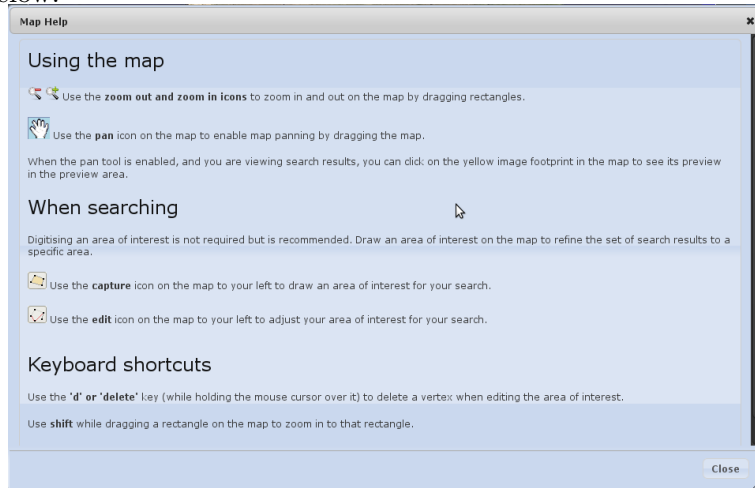 Map Help
Using the map
Use the zoom out and zoom in icons to zoom in and out on the map by dragging rectangles.
Use the pan icon on the map to enable map panning by dragging the map.
When the pan tool is enabled, and you are viewing search results, you can click on the yellow image footprint in the map to see its preview
in the preview area.
When searching
Digitising an area of interest is not required but is recommended. Draw an area of interest on the map to refine the set of search results to a
specific area.
Use the capture icon on the map to your left to draw an area of interest for your search.
Use the edit icon on the map to your left to adjust your area of interest for your search.
Keyboard shortcuts
Use the 'd' or 'delete' key (while holding the mouse cursor over it) to delete a vertex when editing the area of interest.
Use shift while dragging a rectangle on the map to zoom in to that rectangle.
Close